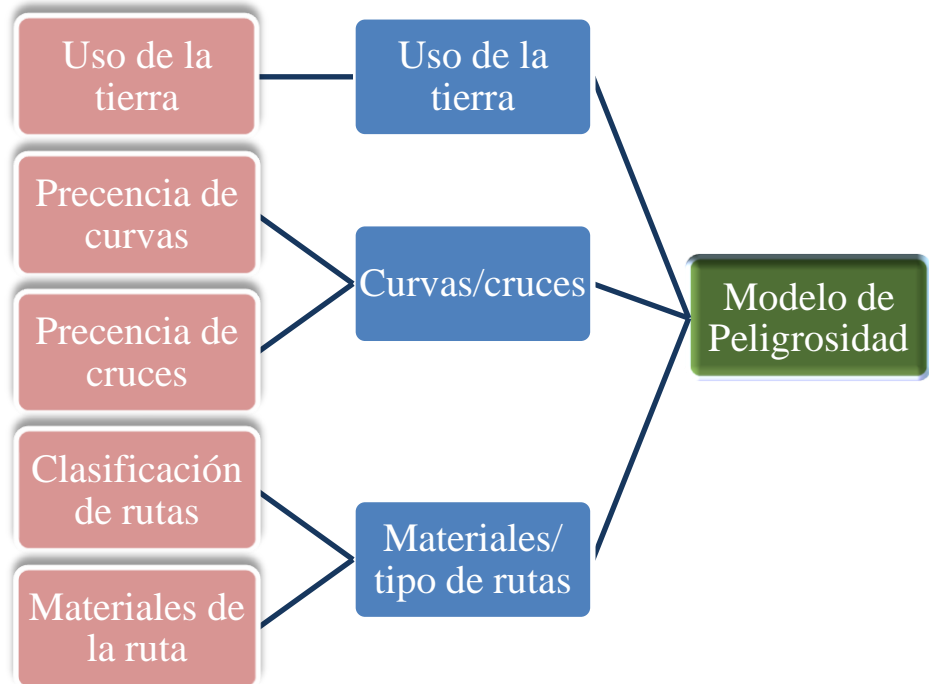 Uso de la
tierra
Precencia de
curvas
Precencia de
cruces
Clasificación
de rutas
Materiales de
la ruta
Uso de la
tierra
Curvas/cruces
Materiales/
tipo de rutas
Modelo de
Peligrosidad